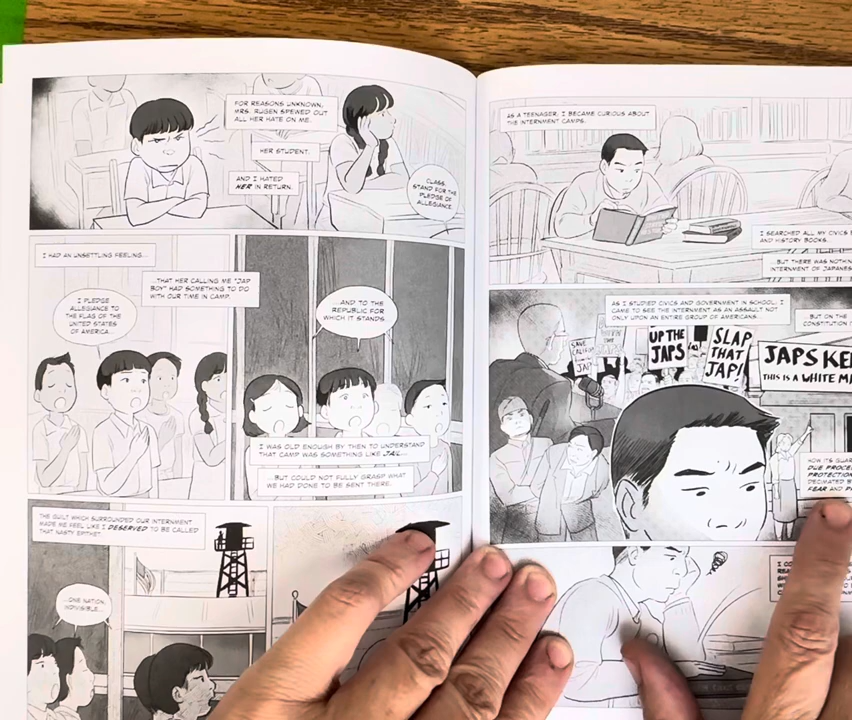 FOR REASONS UNKNOWN,
MRS. RUGEN SPEWED OUT
ALL HER HATE ON ME.
HER STUDENT.
AND I HATED
HER IN RETURN.
CLASS,
STAND FOR THE
PLEDGE OF
ALLEGIANCE.
I HAD AN UNSETTLING FEELING...
...THAT HER CALLING ME "JAP
BOY" HAD SOMETHING TO DO
WITH OUR TIME IN CAMP.
I PLEDGE
ALLEGIANCE TO
THE FLAG OF THE
UNITED STATES
OF AMERICA...
...AND TO THE
REPUBLIC FOR
WHICH IT STANDS.
I WAS OLD ENOUGH BY THEN TO UNDERSTAND
THAT CAMP WAS SOMETHING LIKE JAIL...
...BUT COULD NOT FULLY GRASP WHAT
WE HAD DONE TO BE SENT THERE.
THE GUILT WHICH SURROUNDED OUR INTERNMENT
MADE ME FEEL LIKE I DESERVED TO BE CALLED
THAT NASTY EPITHET.
...ONE NATION,
INDIVISIBLE...
AS A TEENAGER, I BECAME CURIOUS ABOUT
THE INTERNMENT CAMPS.
I SEARCHED ALL MY CIVICS
AND HISTORY BOOKS.
...BUT THERE WAS NOTHIN
INTERNMENT OF JAPANES
AS I STUDIED CIVICS AND GOVERNMENT IN SCHOOL, I
CAME TO SEE THE INTERNMENT AS AN ASSAULT NOT
ONLY UPON AN ENTIRE GROUP OF AMERICANS.
...BUT ON THE
CONSTITUTION
SAVE
JAP
UP THE
JAPS
SLAP
THAT
JAP!
JAPS KE
THIS IS A WHITE MA
HOW ITS GUAR
DUE PROCE
PROTECTION
DECIMATED B
FEAR AND P